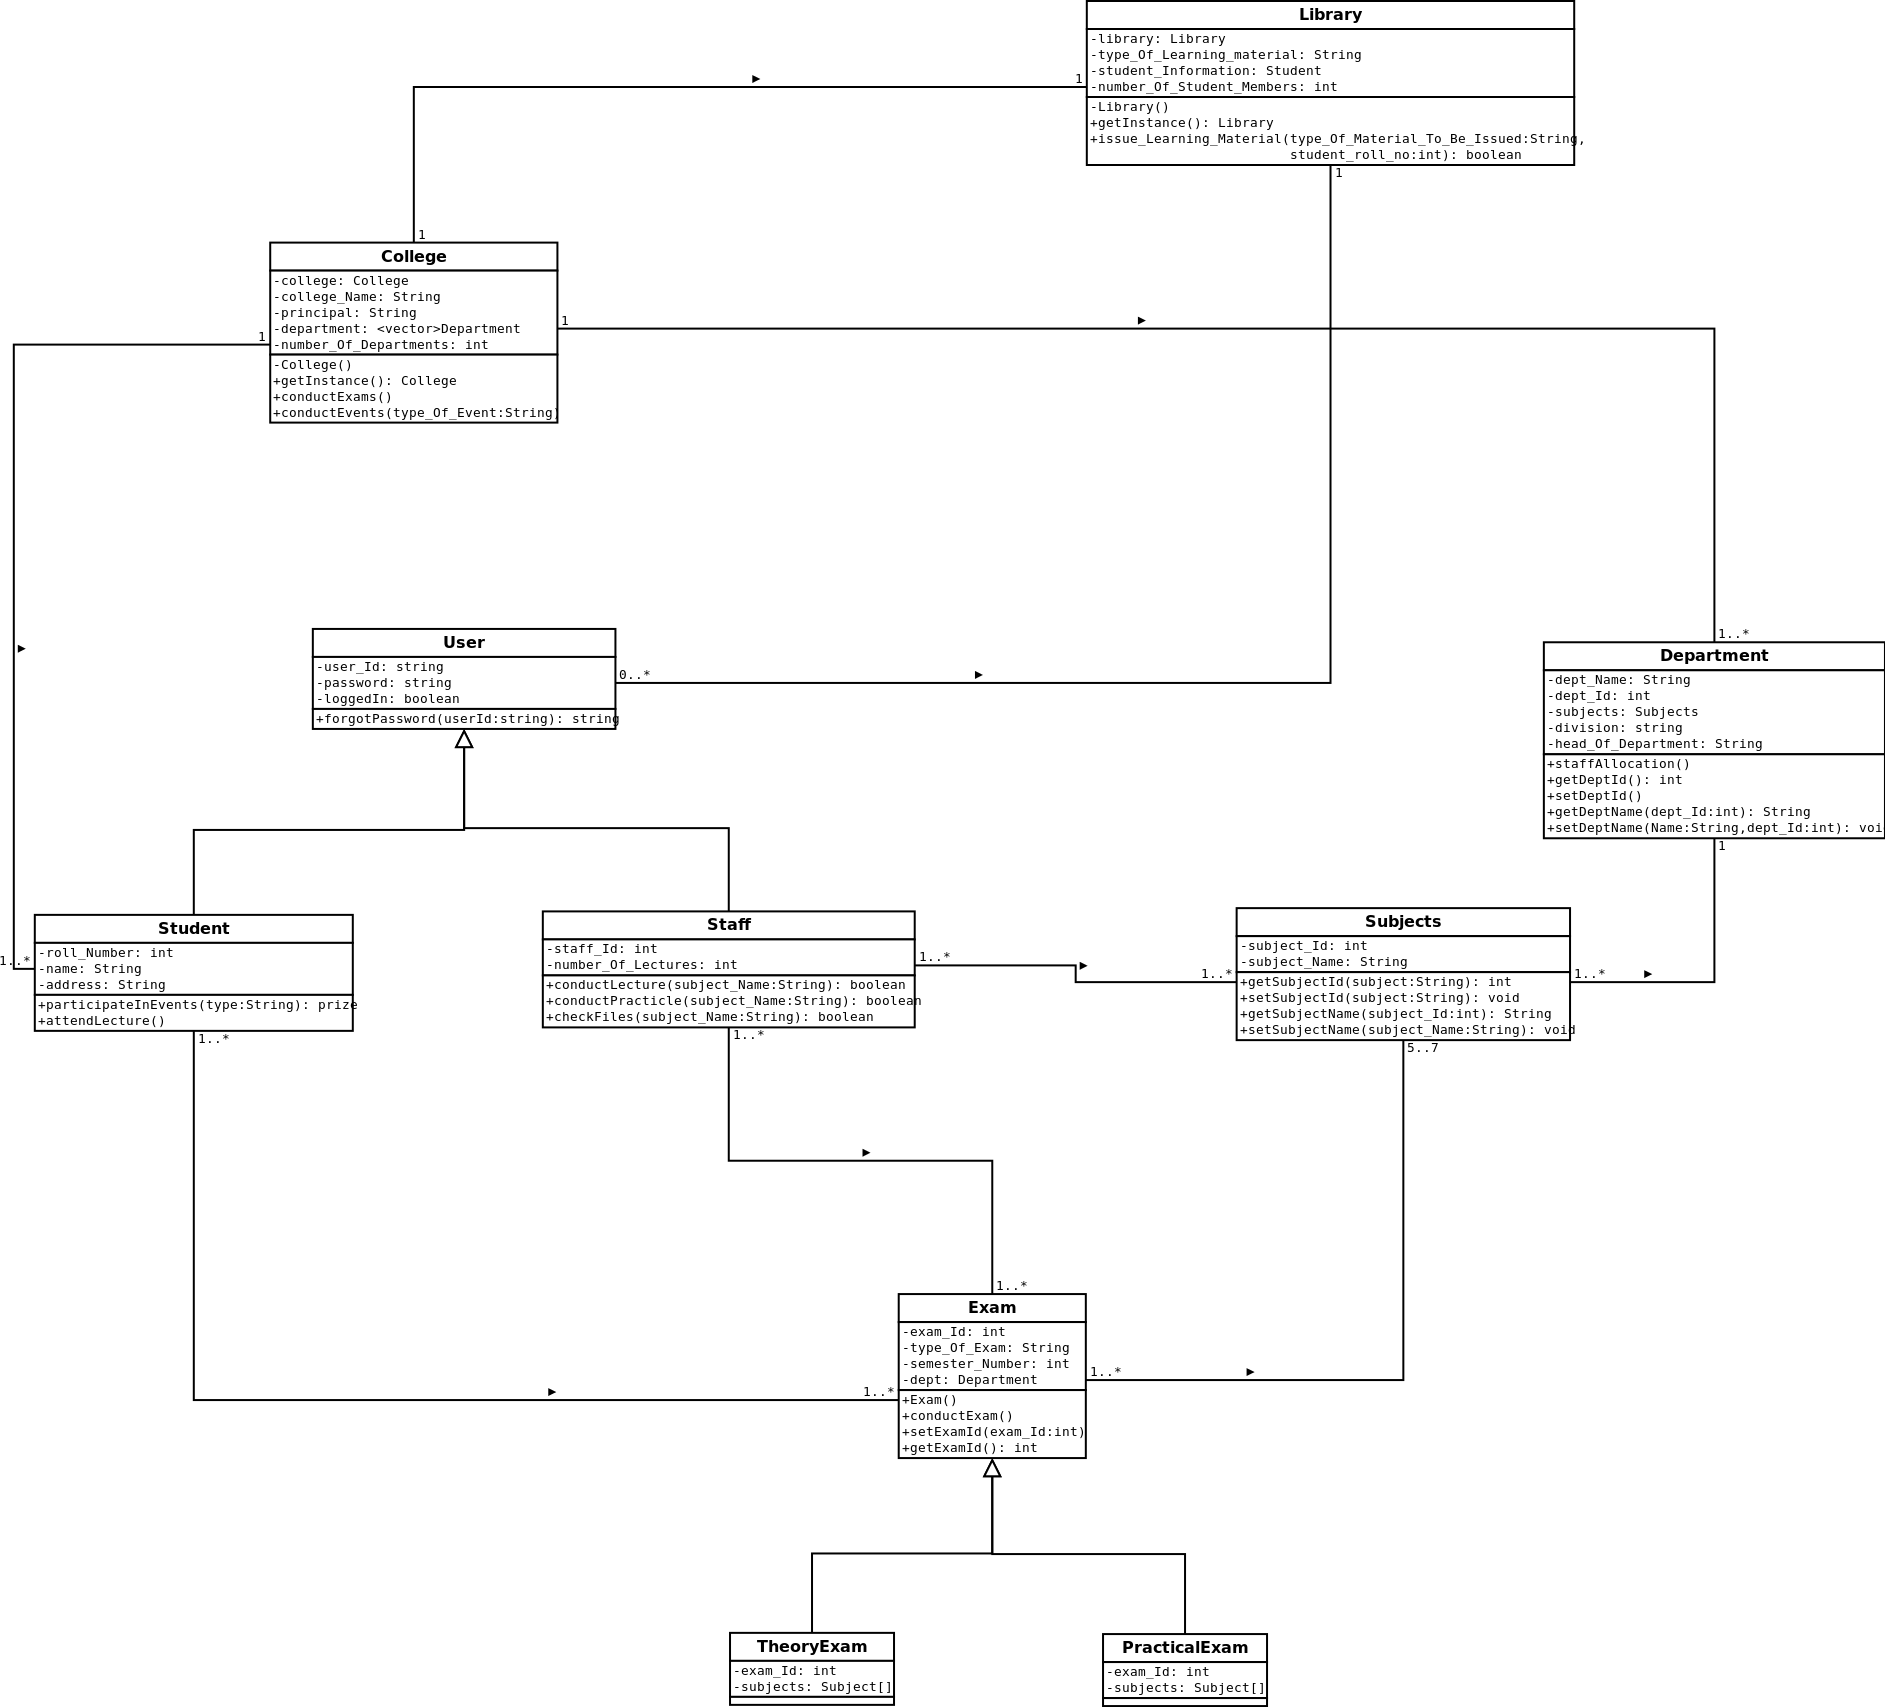 Library
-library: Library
-type_Of_Learning_material: String
-student_Information: Student
-number_Of_Student_Members: int
-Library()
+getInstance(): Library
+issue_Learning_Material(type_Of_Material_To_Be_Issued:String,
student_roll_no:int): boolean
1
1
1
College
-college: College
-college_Name: String
-principal: String
-department: <vector>Department
-number_Of_Departments: int
-College()
+getInstance(): College
+conductExams()
+conductEvents(type_Of_Event:String)
1
1
User
-user_Id: string
-password: string
-loggedIn: boolean
+forgotPassword(userId:string): string
0..*
1..*
Department
-dept_Name: String
-dept_Id: int
-subjects: Subjects
-division: string
-head_Of_Department: String
+staffAllocation()
+getDeptId(): int
+setDeptId()
+getDeptName(dept_Id:int): String
+setDeptName(Name:String,dept_Id:int): voi
1
Student
-roll_Number: int
-name: String
-address: String
+participateInEvents(type:String): prize
+attendLecture()
1..*
1..*
Staff
-staff_Id: int
-number_Of_Lectures: int
+conductLecture(subject_Name:String): boolean
+conductPracticle(subject_Name:String): boolean
+checkFiles(subject_Name:String): boolean
1..*
1..*
Subjects
-subject_Id: int
-subject_Name: String
+getSubjectId(subject:String): int
+setSubjectId(subject:String): void
+getSubjectName(subject_Id:int): String
+setSubjectName(subject_Name:String): void
1..*
1..*
5..7
1..*
Exam
-exam_Id: int
-type_Of_Exam: String
-semester_Number: int
-dept: Department
+Exam()
+conductExam()
+setExamId(exam_Id:int)
+getExamId(): int
1..*
1..*
TheoryExam
-exam_Id: int
-subjects: Subject[]
PracticalExam
-exam_Id: int
-subjects: Subject[]